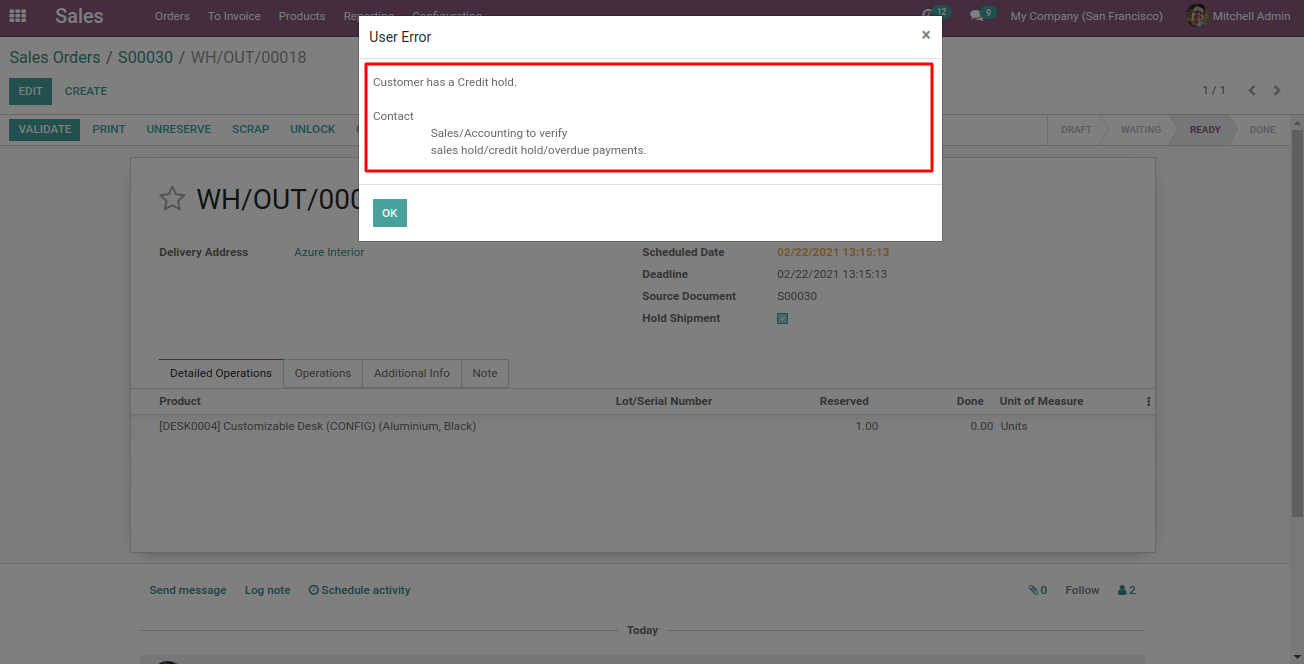 Sales Orders To Invoice Products Reporting Configuration 12 9 My Company (San Francisco) Mitchell Admin
User Error ×
Sales Orders / S00030 / WH/OUT/00018
Customer has a Credit hold.
EDIT CREATE 1 / 1
Contact
Sales/Accounting to verify
sales hold/credit hold/overdue payments.
VALIDATE PRINT UNRESERVE SCRAP UNLOCK DRAFT WAITING READY DONE
WH/OUT/000
OK
Delivery Address Azure Interior
Scheduled Date 02/22/2021 13:15:13
Deadline 02/22/2021 13:15:13
Source Document S00030
Hold Shipment
Detailed Operations Operations Additional Info Note
Product Lot/Serial Number Reserved Done Unit of Measure
[DESK0004] Customizable Desk (CONFIG) (Aluminium, Black) 1.00 0.00 Units
Send message Log note Schedule activity 0 Follow 2
Today